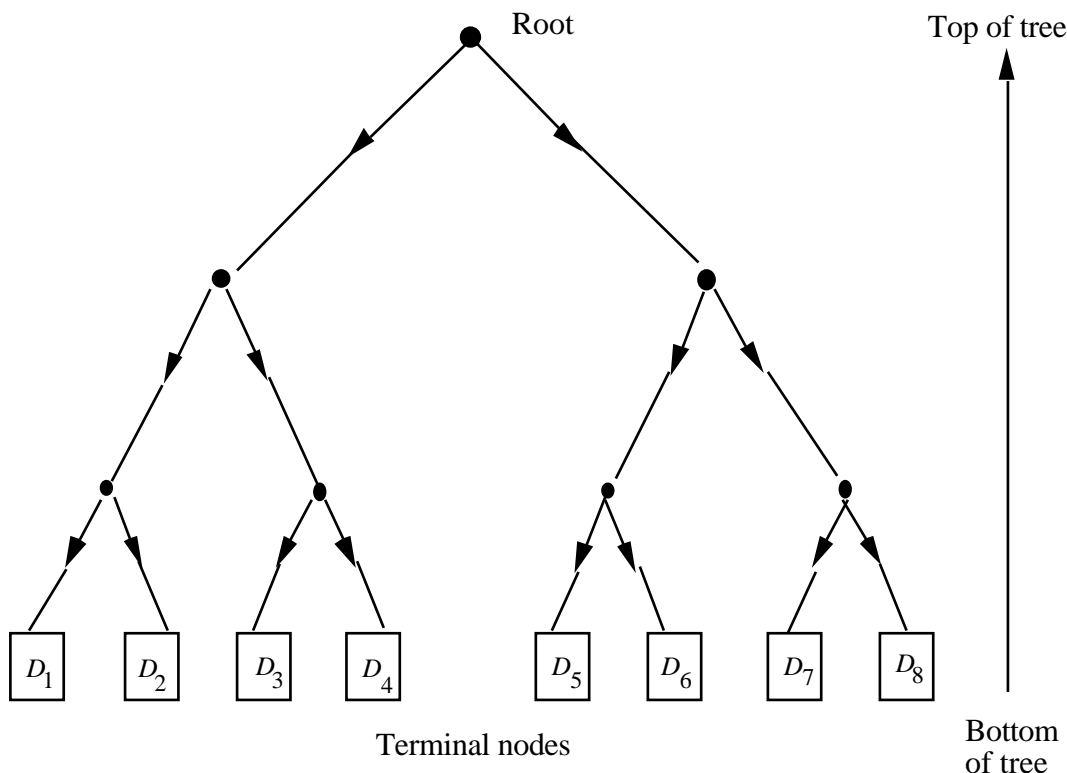 Root
Top of tree
D1
D2
D3
D4
D5
D6
D7
D8
Terminal nodes
Bottom
of tree